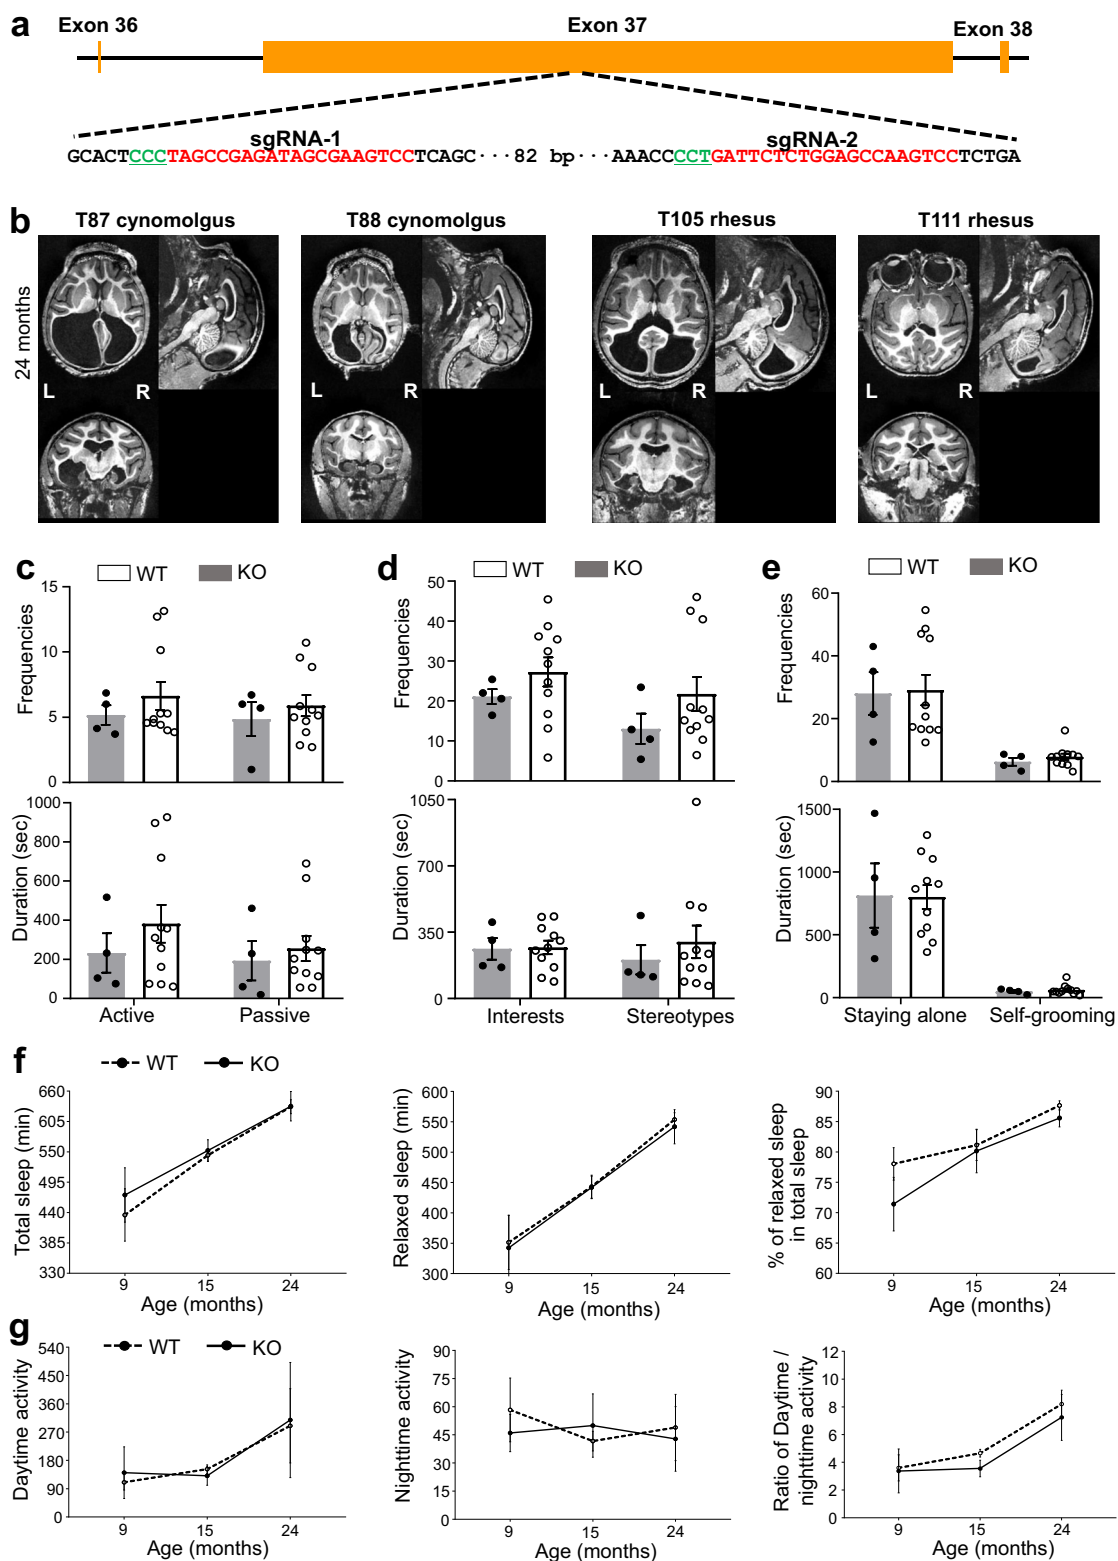 a
Exon 36
Exon 37
Exon 38
sgRNA-1
sgRNA-2
GCACTCCCTAGCCGAGATAGCGAAGTCCTCAGC···82 bp···AAACCCCTGATTCTCTGGAGCCAAGTCCTCTGA
b
T87 cynomolgus
T88 cynomolgus
T105 rhesus
T111 rhesus
24 months
L R
L R
c
WT KO
Frequencies
15
10
5
0
Duration (sec)
1000
800
600
400
200
0
Active Passive
d
WT KO
Frequencies
50
40
30
20
10
0
Duration (sec)
1050
700
350
0
Interests Stereotypes
e
WT KO
Frequencies
60
40
20
0
Duration (sec)
1500
1000
500
0
Staying alone Self-grooming
f
WT KO
Total sleep (min)
660
605
550
495
440
385
330
9 15 24
Age (months)
Relaxed sleep (min)
600
550
500
450
400
350
300
9 15 24
Age (months)
% of relaxed sleep
in total sleep
90
85
80
75
70
65
60
9 15 24
Age (months)
g
WT KO
Daytime activity
540
450
360
270
180
90
0
9 15 24
Age (months)
Nighttime activity
90
75
60
45
30
15
0
9 15 24
Age (months)
Ratio of Daytime /
nighttime activity
12
10
8
6
4
2
0
9 15 24
Age (months)